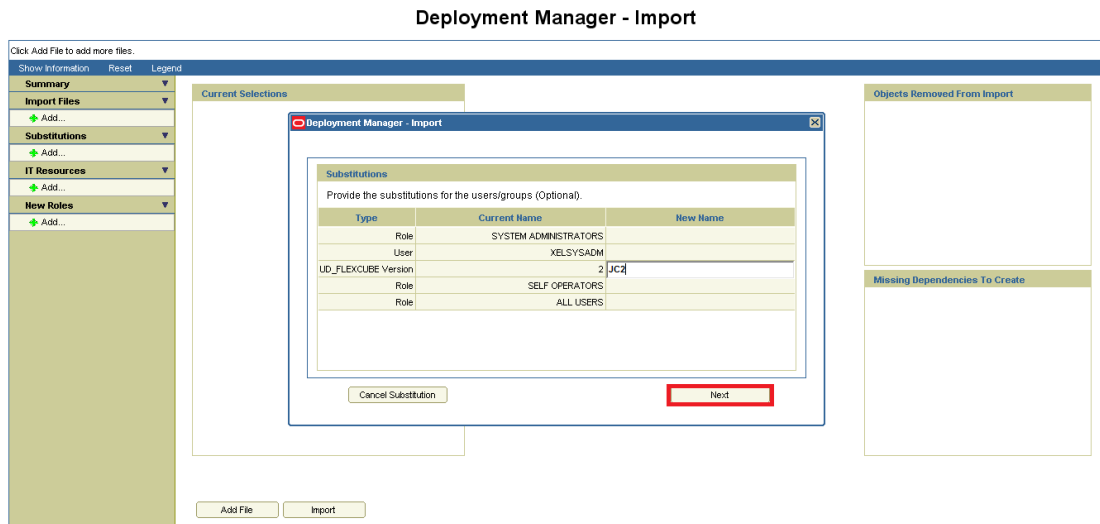 Deployment Manager - Import
Click Add File to add more files.
Show Information Reset Legend
Summary
Import Files
Add...
Substitutions
Add...
IT Resources
Add...
New Roles
Add...
Current Selections
Objects Removed From Import
Missing Dependencies To Create
Deployment Manager - Import
Substitutions
Provide the substitutions for the users/groups (Optional).
Type Current Name New Name
Role SYSTEM ADMINISTRATORS
User XELSYSADM
UD_FLEXCUBE Version 2 JC2
Role SELF OPERATORS
Role ALL USERS
Cancel Substitution Next
Add File Import